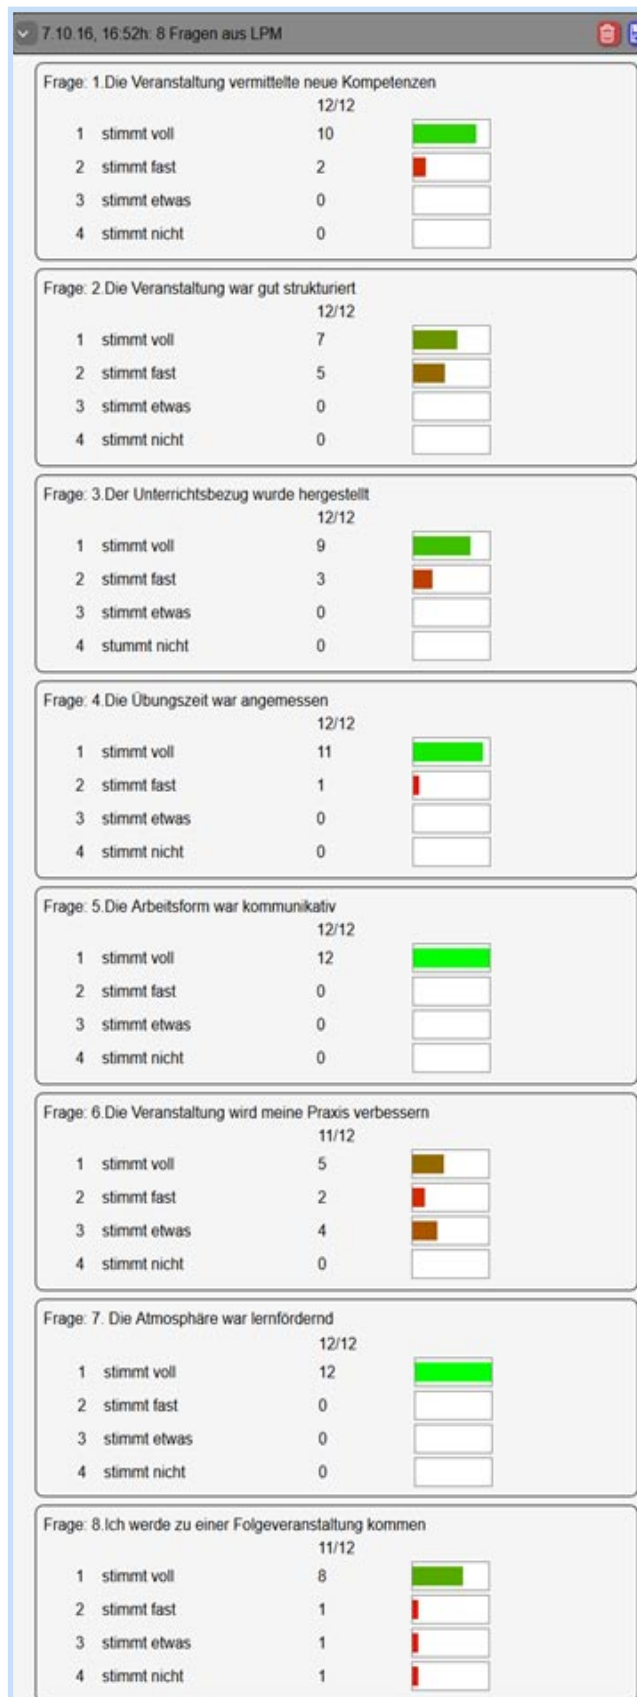 7.10.16, 16:52h: 8 Fragen aus LPM
Frage: 1.Die Veranstaltung vermittelte neue Kompetenzen
12/12
1 stimmt voll 10
2 stimmt fast 2
3 stimmt etwas 0
4 stimmt nicht 0
Frage: 2.Die Veranstaltung war gut strukturiert
12/12
1 stimmt voll 7
2 stimmt fast 5
3 stimmt etwas 0
4 stimmt nicht 0
Frage: 3.Der Unterrichtsbezug wurde hergestellt
12/12
1 stimmt voll 9
2 stimmt fast 3
3 stimmt etwas 0
4 stummt nicht 0
Frage: 4.Die Übungszeit war angemessen
12/12
1 stimmt voll 11
2 stimmt fast 1
3 stimmt etwas 0
4 stimmt nicht 0
Frage: 5.Die Arbeitsform war kommunikativ
12/12
1 stimmt voll 12
2 stimmt fast 0
3 stimmt etwas 0
4 stimmt nicht 0
Frage: 6.Die Veranstaltung wird meine Praxis verbessern
11/12
1 stimmt voll 5
2 stimmt fast 2
3 stimmt etwas 4
4 stimmt nicht 0
Frage: 7. Die Atmosphäre war lernfördernd
12/12
1 stimmt voll 12
2 stimmt fast 0
3 stimmt etwas 0
4 stimmt nicht 0
Frage: 8.Ich werde zu einer Folgeveranstaltung kommen
11/12
1 stimmt voll 8
2 stimmt fast 1
3 stimmt etwas 1
4 stimmt nicht 1